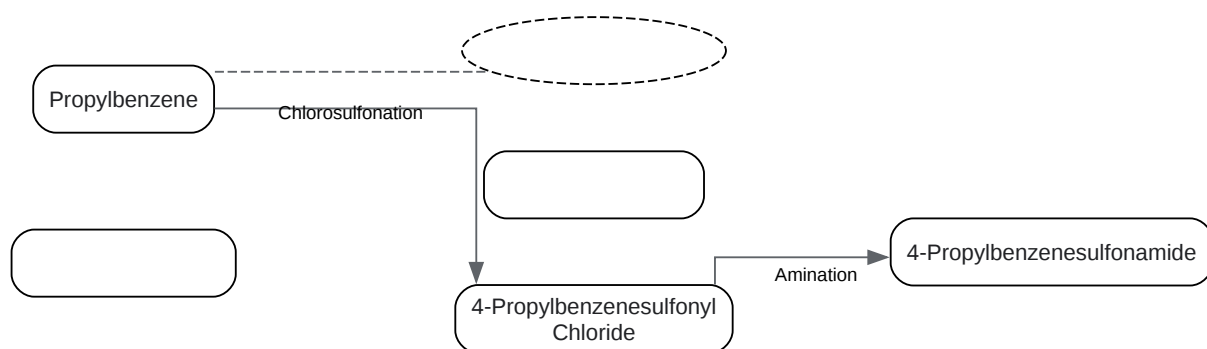 Propylbenzene
Chlorosulfonation
4-Propylbenzenesulfonamide
Amination
4-Propylbenzenesulfonyl
Chloride